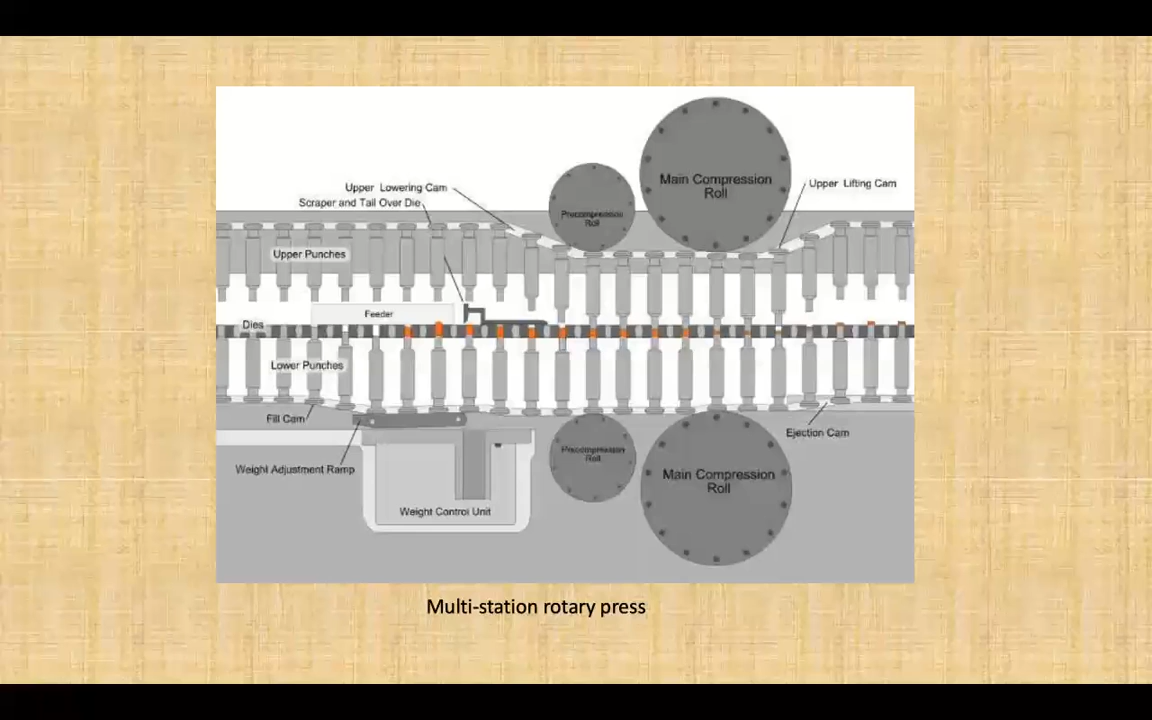 Main Compression
Roll
Upper Lifting Cam
Upper Lowering Cam
Scraper and Tail Over Die
Precompression
Roll
Upper Punches
Feeder
Dies
Lower Punches
Fill Cam
Ejection Cam
Precompression
Roll
Weight Adjustment Ramp
Main Compression
Roll
Weight Control Unit
Multi-station rotary press